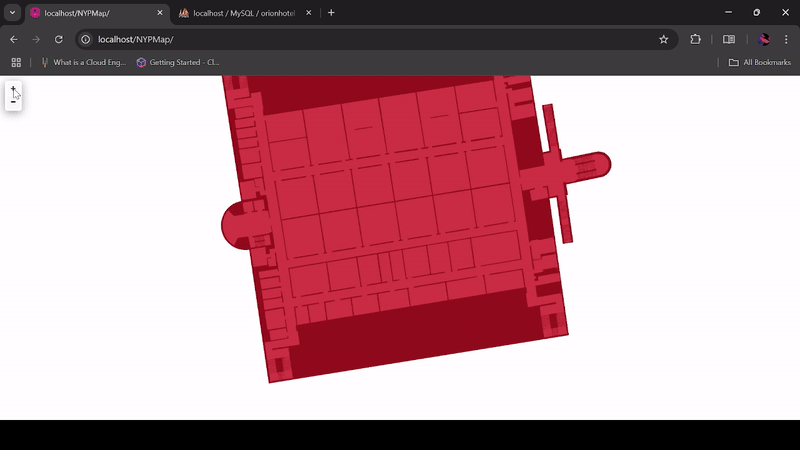 localhost/NYPMap/
localhost / MySQL / orionhotel
localhost/NYPMap/
What is a Cloud Eng...
Getting Started - Cl...
All Bookmarks
+
-